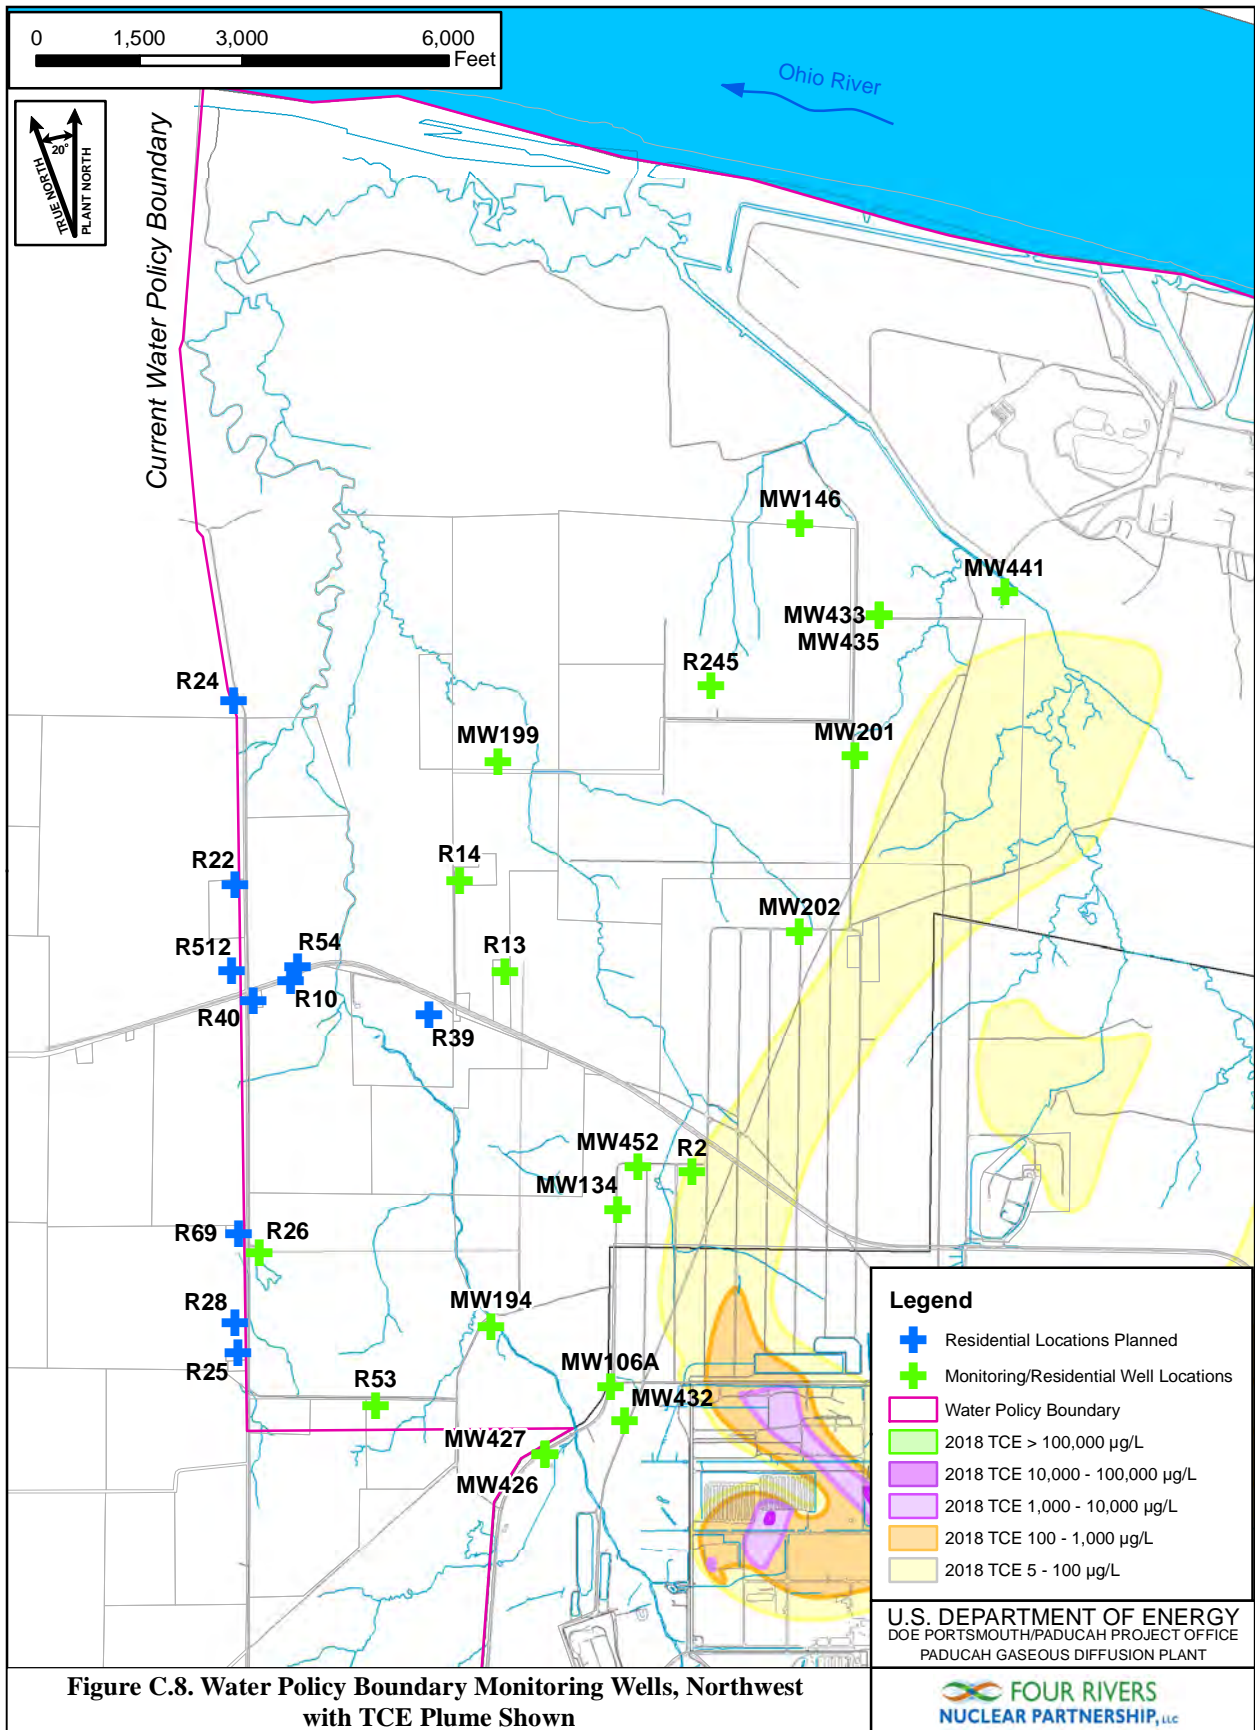 0 1,500 3,000 6,000
Feet
Ohio River
TRUE NORTH
20°
PLANT NORTH
Current Water Policy Boundary
MW146
MW441
MW433
MW435
R245
R24
MW199
MW201
R22
R14
MW202
R512
R54
R13
R10
R40
R39
MW452
R2
MW134
R69
R26
R28
MW194
R25
MW106A
R53
MW432
MW427
MW426
Legend
Residential Locations Planned
Monitoring/Residential Well Locations
Water Policy Boundary
2018 TCE > 100,000 µg/L
2018 TCE 10,000 - 100,000 µg/L
2018 TCE 1,000 - 10,000 µg/L
2018 TCE 100 - 1,000 µg/L
2018 TCE 5 - 100 µg/L
U.S. DEPARTMENT OF ENERGY
DOE PORTSMOUTH/PADUCAH PROJECT OFFICE
PADUCAH GASEOUS DIFFUSION PLANT
Figure C.8. Water Policy Boundary Monitoring Wells, Northwest
with TCE Plume Shown
FOUR RIVERS
NUCLEAR PARTNERSHIP, LLC